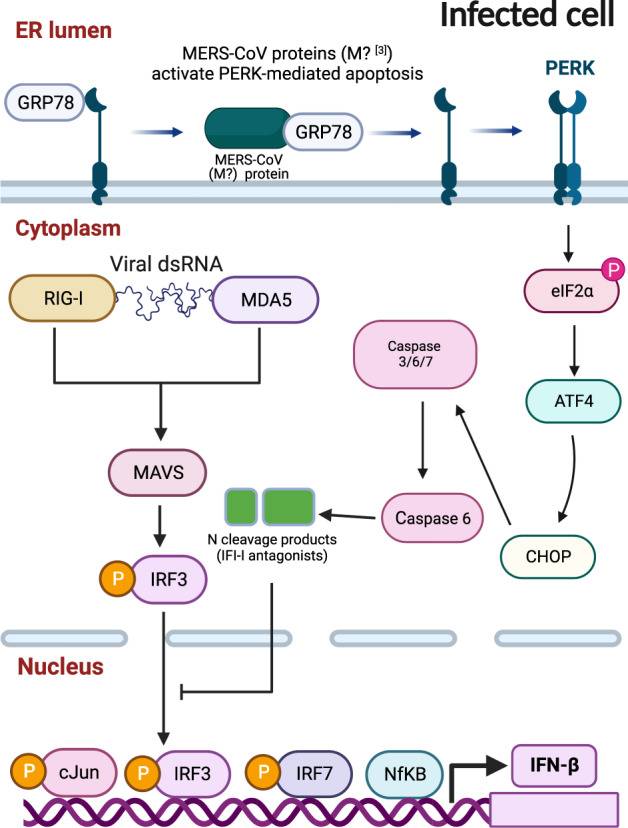 Infected cell
ER lumen
MERS-CoV proteins (M? [3])
activate PERK-mediated apoptosis
PERK
GRP78
GRP78
MERS-CoV
(M?) protein
Cytoplasm
Viral dsRNA
RIG-I
MDA5
P
eIF2α
Caspase
3/6/7
ATF4
MAVS
Caspase 6
N cleavage products
(IFI-I antagonists)
CHOP
P
IRF3
Nucleus
P
cJun
P
IRF3
P
IRF7
NfKB
IFN-β